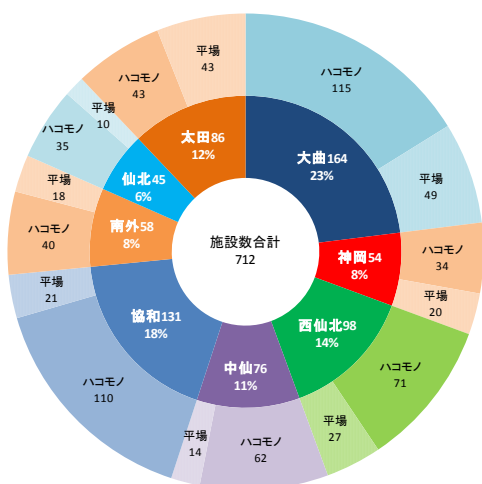 施設数合計
712
大曲164
23%
ハコモノ
115
平場
49
神岡54
8%
ハコモノ
34
平場
20
西仙北98
14%
ハコモノ
71
平場
27
中仙76
11%
ハコモノ
62
平場
14
協和131
18%
ハコモノ
110
平場
21
南外58
8%
ハコモノ
40
平場
18
仙北45
6%
ハコモノ
35
平場
10
太田86
12%
ハコモノ
43
平場
43